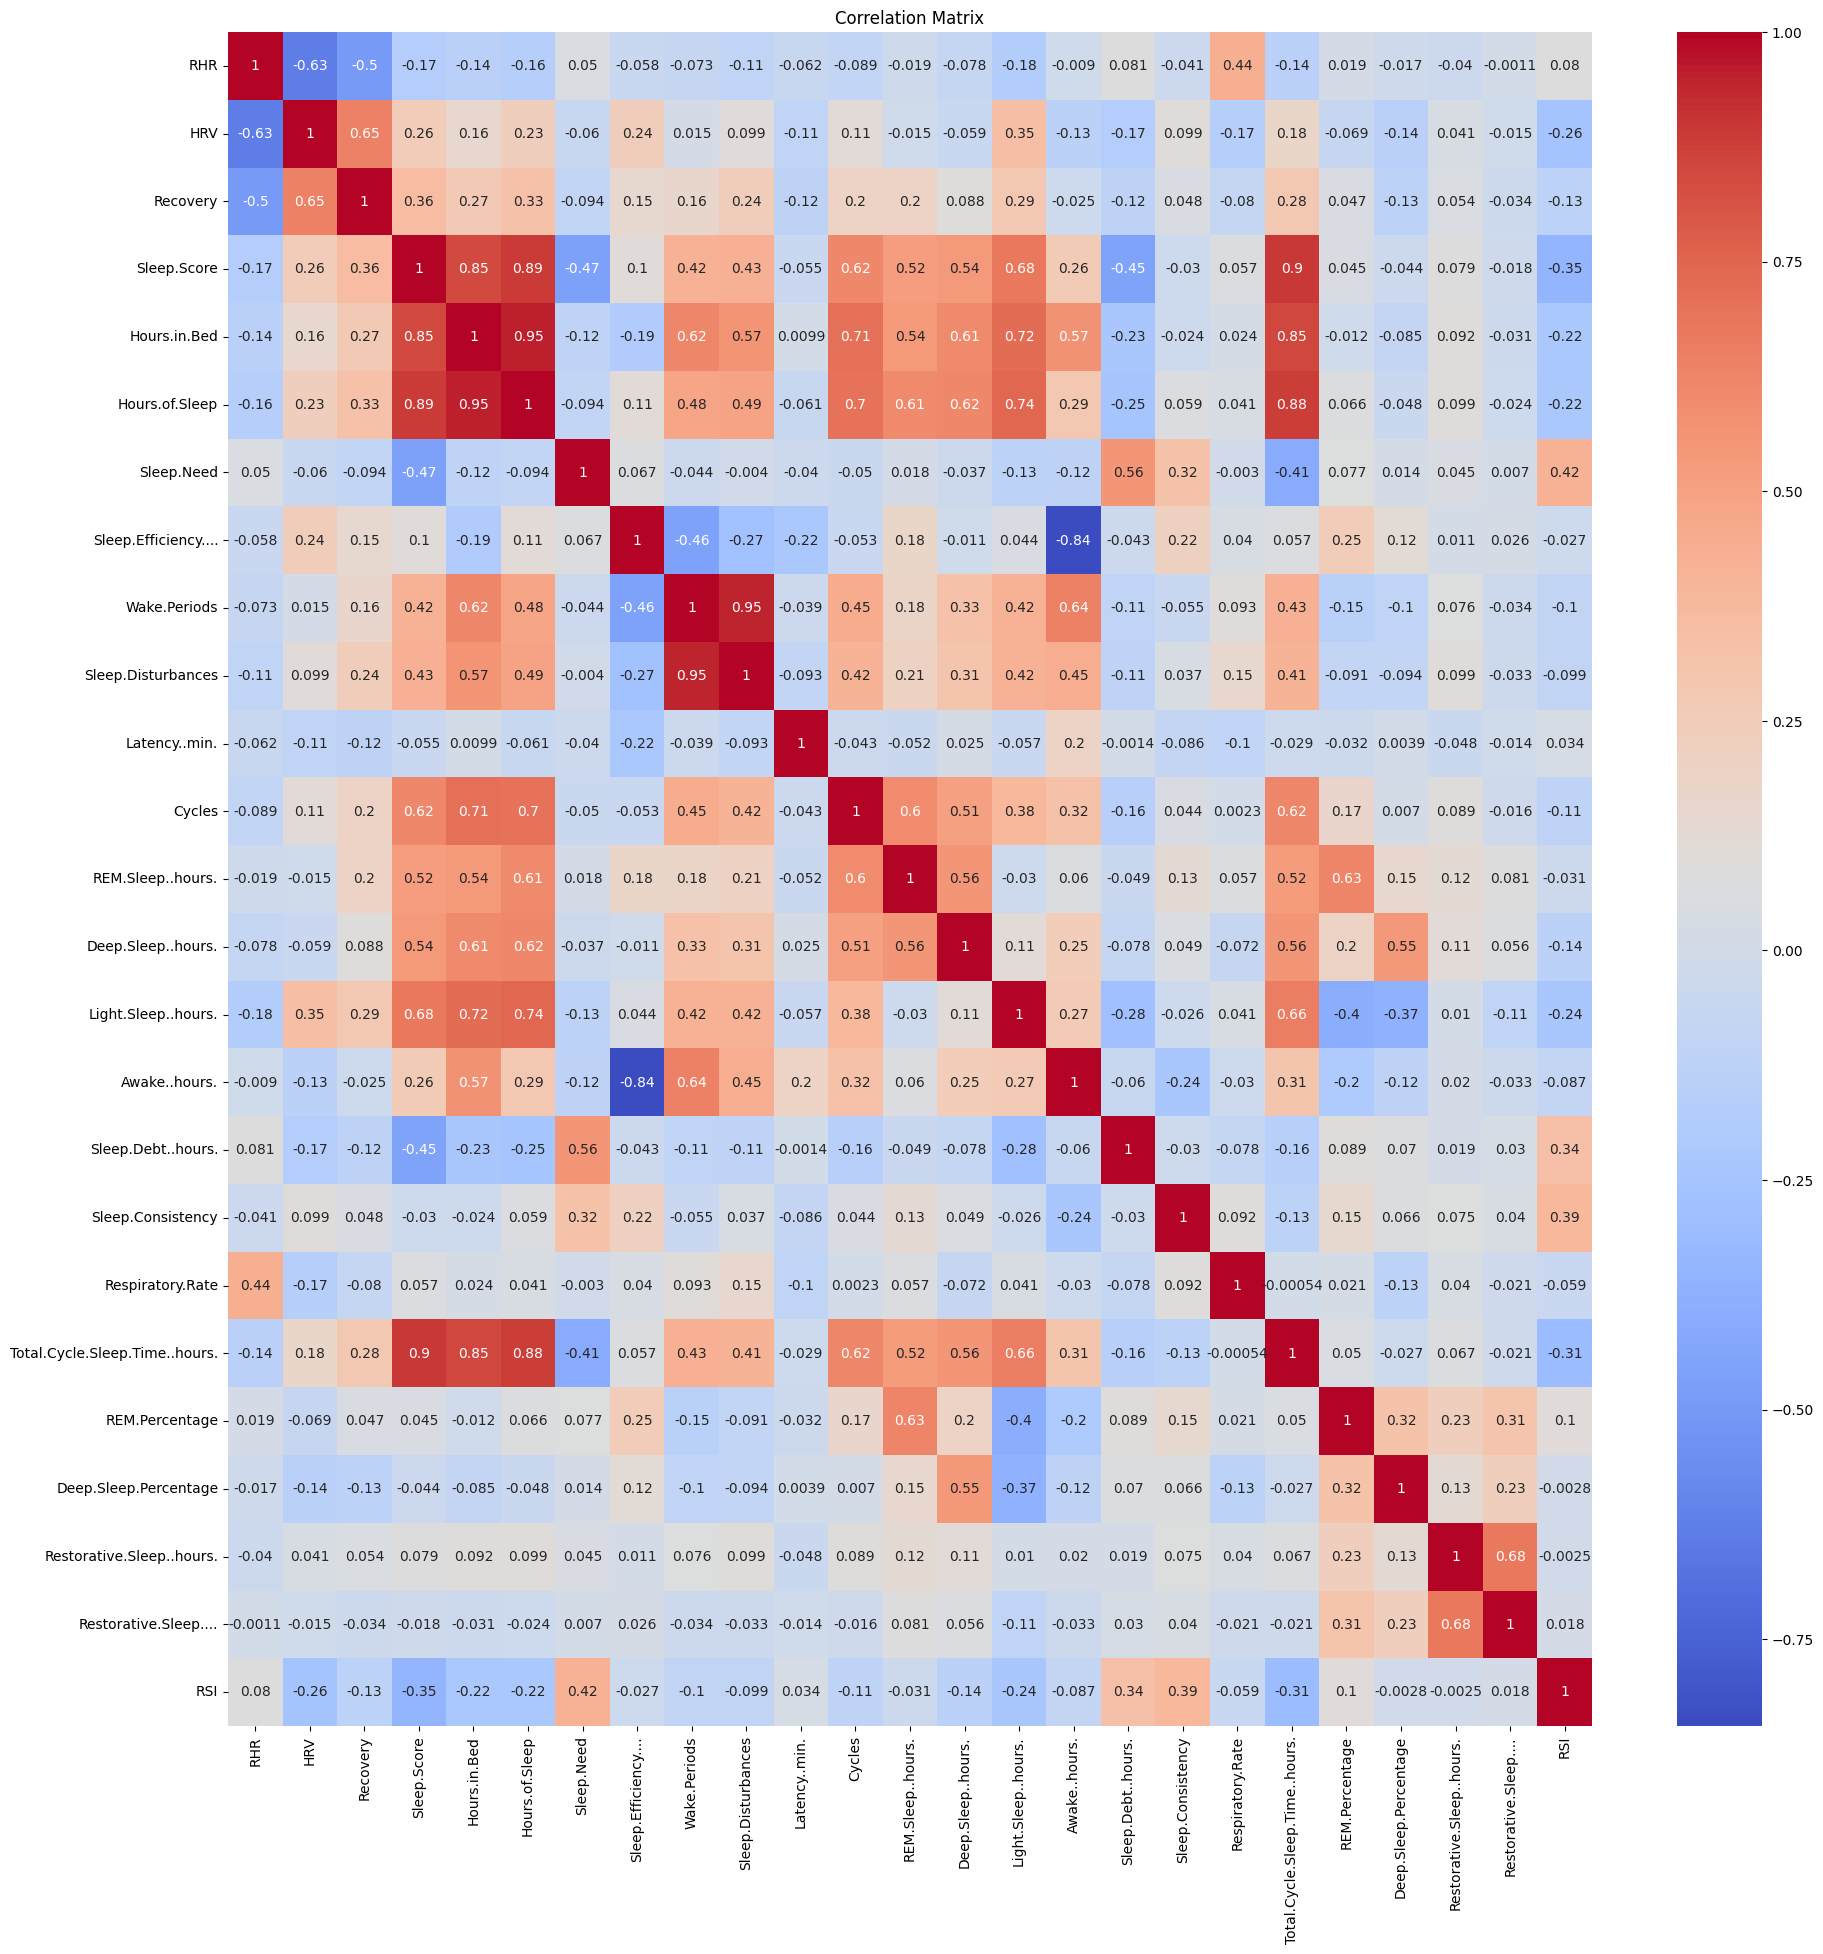 Correlation Matrix
RHR 1 -0.63 -0.5 -0.17 -0.14 -0.16 0.05 -0.058 -0.073 -0.11 -0.062 -0.089 -0.019 -0.078 -0.18 -0.009 0.081 -0.041 0.44 -0.14 0.019 -0.017 -0.04 -0.0011 0.08
HRV -0.63 1 0.65 0.26 0.16 0.23 -0.06 0.24 0.015 0.099 -0.11 0.11 -0.015 -0.059 0.35 -0.13 -0.17 0.099 -0.17 0.18 -0.069 -0.14 0.041 -0.015 -0.26
Recovery -0.5 0.65 1 0.36 0.27 0.33 -0.094 0.15 0.16 0.24 -0.12 0.2 0.2 0.088 0.29 -0.025 -0.12 0.048 -0.08 0.28 0.047 -0.13 0.054 -0.034 -0.13
Sleep.Score -0.17 0.26 0.36 1 0.85 0.89 -0.47 0.1 0.42 0.43 -0.055 0.62 0.52 0.54 0.68 0.26 -0.45 -0.03 0.057 0.9 0.045 -0.044 0.079 -0.018 -0.35
Hours.in.Bed -0.14 0.16 0.27 0.85 1 0.95 -0.12 -0.19 0.62 0.57 0.0099 0.71 0.54 0.61 0.72 0.57 -0.23 -0.024 0.024 0.85 -0.012 -0.085 0.092 -0.031 -0.22
Hours.of.Sleep -0.16 0.23 0.33 0.89 0.95 1 -0.094 0.11 0.48 0.49 -0.061 0.7 0.61 0.62 0.74 0.29 -0.25 0.059 0.041 0.88 0.066 -0.048 0.099 -0.024 -0.22
Sleep.Need 0.05 -0.06 -0.094 -0.47 -0.12 -0.094 1 0.067 -0.044 -0.004 -0.04 -0.05 0.018 -0.037 -0.13 -0.12 0.56 0.32 -0.003 -0.41 0.077 0.014 0.045 0.007 0.42
Sleep.Efficiency.... -0.058 0.24 0.15 0.1 -0.19 0.11 0.067 1 -0.46 -0.27 -0.22 -0.053 0.18 -0.011 0.044 -0.84 -0.043 0.22 0.04 0.057 0.25 0.12 0.011 0.026 -0.027
Wake.Periods -0.073 0.015 0.16 0.42 0.62 0.48 -0.044 -0.46 1 0.95 -0.039 0.45 0.18 0.33 0.42 0.64 -0.11 -0.055 0.093 0.43 -0.15 -0.1 0.076 -0.034 -0.1
Sleep.Disturbances -0.11 0.099 0.24 0.43 0.57 0.49 -0.004 -0.27 0.95 1 -0.093 0.42 0.21 0.31 0.42 0.45 -0.11 0.037 0.15 0.41 -0.091 -0.094 0.099 -0.033 -0.099
Latency..min. -0.062 -0.11 -0.12 -0.055 0.0099 -0.061 -0.04 -0.22 -0.039 -0.093 1 -0.043 -0.052 0.025 -0.057 0.2 -0.0014 -0.086 -0.1 -0.029 -0.032 0.0039 -0.048 -0.014 0.034
Cycles -0.089 0.11 0.2 0.62 0.71 0.7 -0.05 -0.053 0.45 0.42 -0.043 1 0.6 0.51 0.38 0.32 -0.16 0.044 0.0023 0.62 0.17 0.007 0.089 -0.016 -0.11
REM.Sleep..hours. -0.019 -0.015 0.2 0.52 0.54 0.61 0.018 0.18 0.18 0.21 -0.052 0.6 1 0.56 -0.03 0.06 -0.049 0.13 0.057 0.52 0.63 0.15 0.12 0.081 -0.031
Deep.Sleep..hours. -0.078 -0.059 0.088 0.54 0.61 0.62 -0.037 -0.011 0.33 0.31 0.025 0.51 0.56 1 0.11 0.25 -0.078 0.049 -0.072 0.56 0.2 0.55 0.11 0.056 -0.14
Light.Sleep..hours. -0.18 0.35 0.29 0.68 0.72 0.74 -0.13 0.044 0.42 0.42 -0.057 0.38 -0.03 0.11 1 0.27 -0.28 -0.026 0.041 0.66 -0.4 -0.37 0.01 -0.11 -0.24
Awake..hours. -0.009 -0.13 -0.025 0.26 0.57 0.29 -0.12 -0.84 0.64 0.45 0.2 0.32 0.06 0.25 0.27 1 -0.06 -0.24 -0.03 0.31 -0.2 -0.12 0.02 -0.033 -0.087
Sleep.Debt..hours. 0.081 -0.17 -0.12 -0.45 -0.23 -0.25 0.56 -0.043 -0.11 -0.11 -0.0014 -0.16 -0.049 -0.078 -0.28 -0.06 1 -0.03 -0.078 -0.16 0.089 0.07 0.019 0.03 0.34
Sleep.Consistency -0.041 0.099 0.048 -0.03 -0.024 0.059 0.32 0.22 -0.055 0.037 -0.086 0.044 0.13 0.049 -0.026 -0.24 -0.03 1 0.092 -0.13 0.15 0.066 0.075 0.04 0.39
Respiratory.Rate 0.44 -0.17 -0.08 0.057 0.024 0.041 -0.003 0.04 0.093 0.15 -0.1 0.0023 0.057 -0.072 0.041 -0.03 -0.078 0.092 1 -0.00054 0.021 -0.13 0.04 -0.021 -0.059
Total.Cycle.Sleep.Time..hours. -0.14 0.18 0.28 0.9 0.85 0.88 -0.41 0.057 0.43 0.41 -0.029 0.62 0.52 0.56 0.66 0.31 -0.16 -0.13 -0.00054 1 0.05 -0.027 0.067 -0.021 -0.31
REM.Percentage 0.019 -0.069 0.047 0.045 -0.012 0.066 0.077 0.25 -0.15 -0.091 -0.032 0.17 0.63 0.2 -0.4 -0.2 0.089 0.15 0.021 0.05 1 0.32 0.23 0.31 0.1
Deep.Sleep.Percentage -0.017 -0.14 -0.13 -0.044 -0.085 -0.048 0.014 0.12 -0.1 -0.094 0.0039 0.007 0.15 0.55 -0.37 -0.12 0.07 0.066 -0.13 -0.027 0.32 1 0.13 0.23 -0.0028
Restorative.Sleep..hours. -0.04 0.041 0.054 0.079 0.092 0.099 0.045 0.011 0.076 0.099 -0.048 0.089 0.12 0.11 0.01 0.02 0.019 0.075 0.04 0.067 0.23 0.13 1 0.68 -0.0025
Restorative.Sleep.... -0.0011 -0.015 -0.034 -0.018 -0.031 -0.024 0.007 0.026 -0.034 -0.033 -0.014 -0.016 0.081 0.056 -0.11 -0.033 0.03 0.04 -0.021 -0.021 0.31 0.23 0.68 1 0.018
RSI 0.08 -0.26 -0.13 -0.35 -0.22 -0.22 0.42 -0.027 -0.1 -0.099 0.034 -0.11 -0.031 -0.14 -0.24 -0.087 0.34 0.39 -0.059 -0.31 0.1 -0.0028 -0.0025 0.018 1
RHR
HRV
Recovery
Sleep.Score
Hours.in.Bed
Hours.of.Sleep
Sleep.Need
Sleep.Efficiency....
Wake.Periods
Sleep.Disturbances
Latency..min.
Cycles
REM.Sleep..hours.
Deep.Sleep..hours.
Light.Sleep..hours.
Awake..hours.
Sleep.Debt..hours.
Sleep.Consistency
Respiratory.Rate
Total.Cycle.Sleep.Time..hours.
REM.Percentage
Deep.Sleep.Percentage
Restorative.Sleep..hours.
Restorative.Sleep....
RSI
1.00
0.75
0.50
0.25
0.00
−0.25
−0.50
−0.75